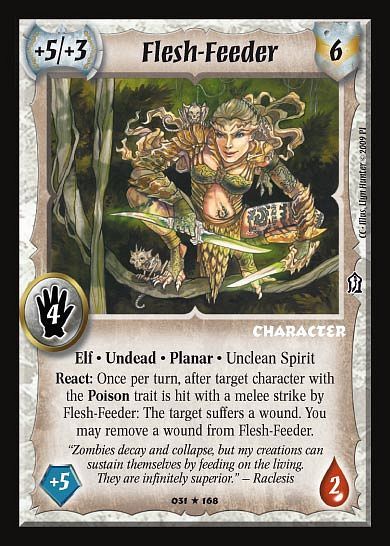 +5/+3
Flesh-Feeder
6
CC: Illus. Llyn Hunter © 2009 PI
4
CHARACTER
Elf • Undead • Planar • Unclean Spirit
React: Once per turn, after target character with
the Poison trait is hit with a melee strike by
Flesh-Feeder: The target suffers a wound. You
may remove a wound from Flesh-Feeder.
“Zombies decay and collapse, but my creations can
sustain themselves by feeding on the living.
They are infinitely superior.” – Raclesis
+5
2
031 ★ 168